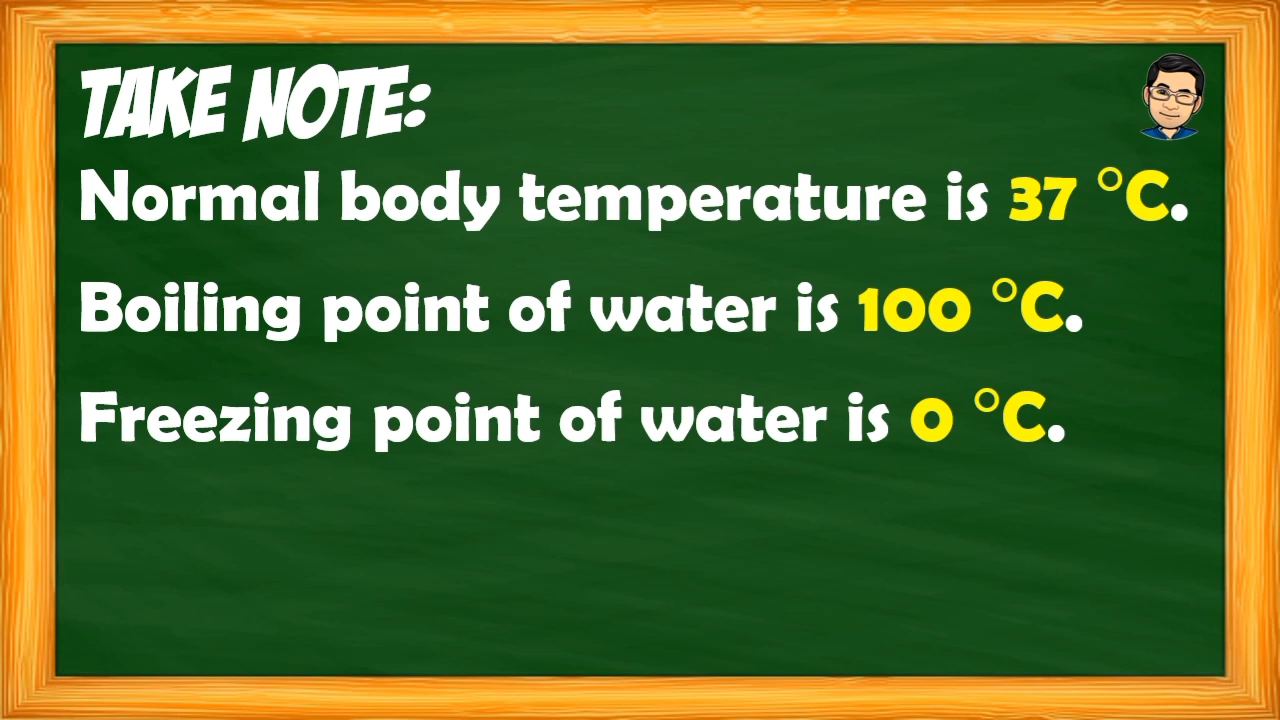 TAKE NOTE:
Normal body temperature is 37 °C.
Boiling point of water is 100 °C.
Freezing point of water is 0 °C.